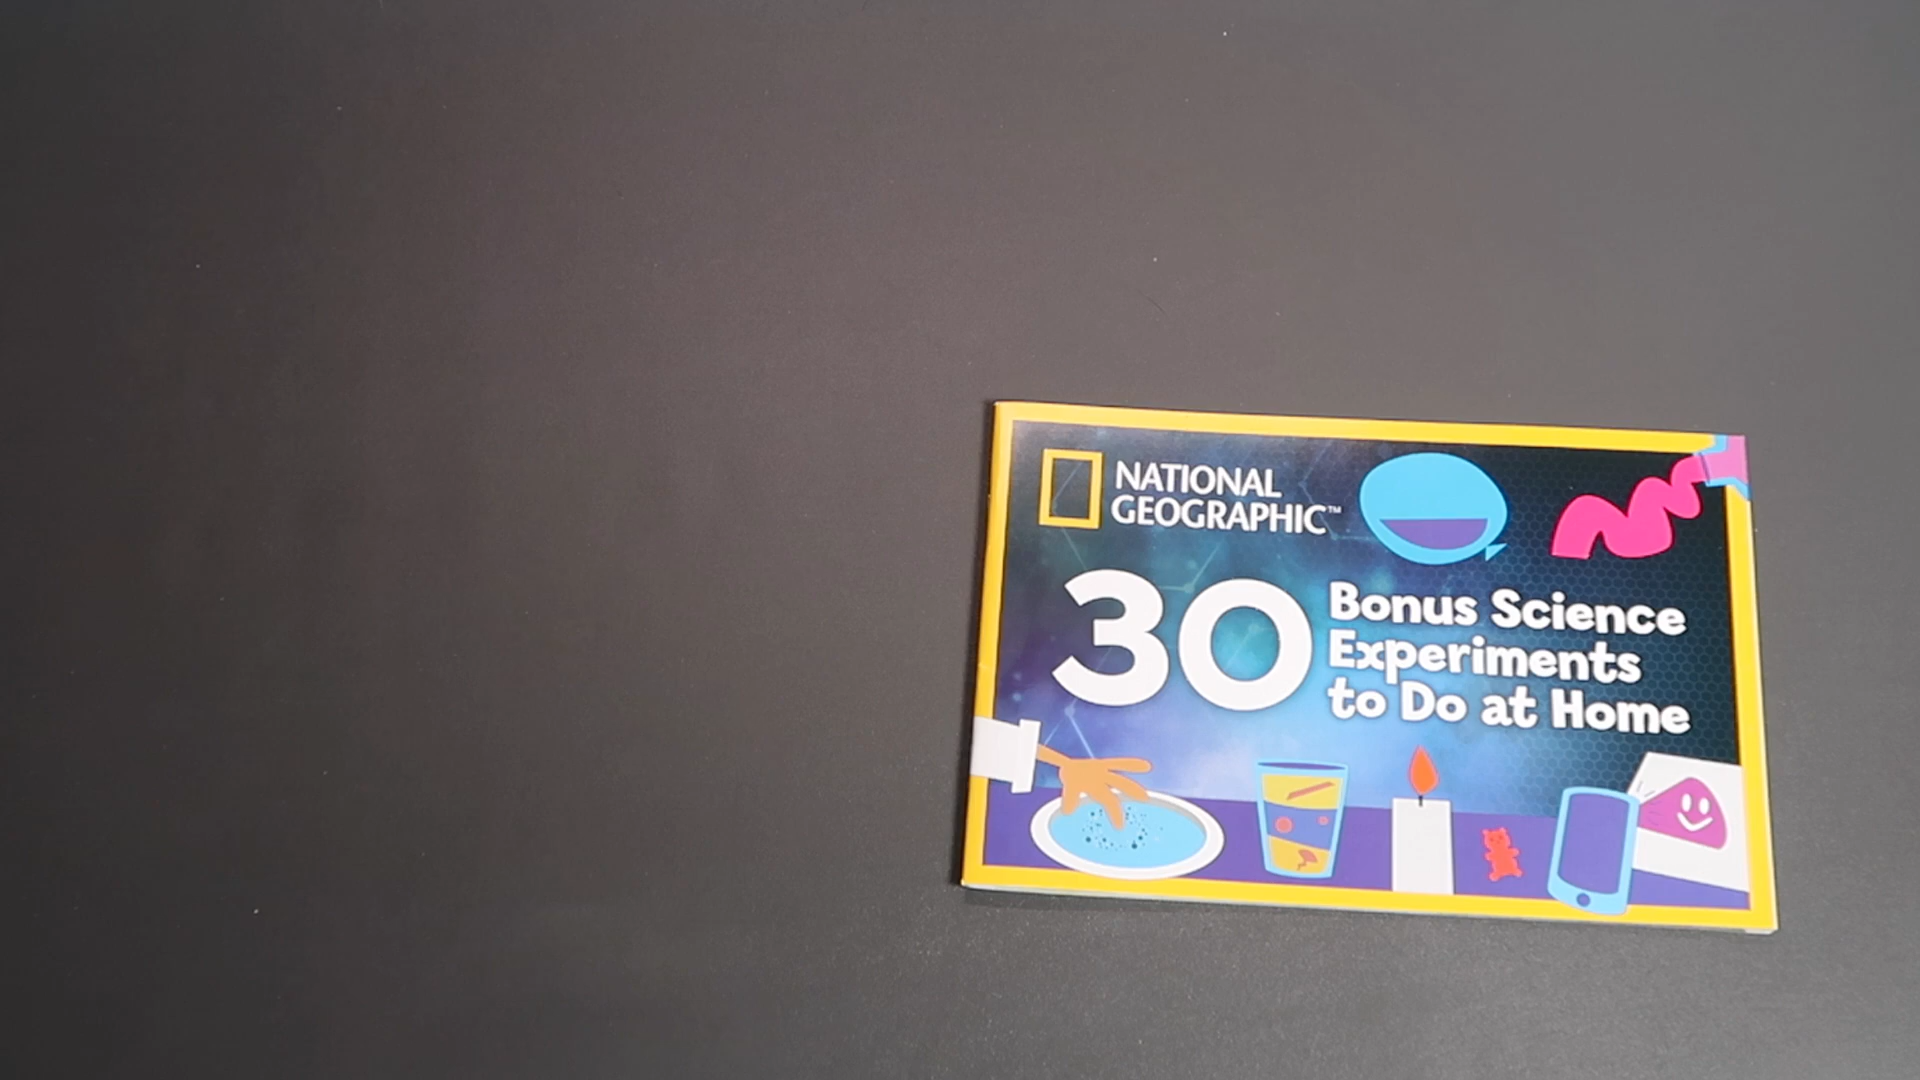 NATIONAL
GEOGRAPHIC™
30
Bonus Science
Experiments
to Do at Home